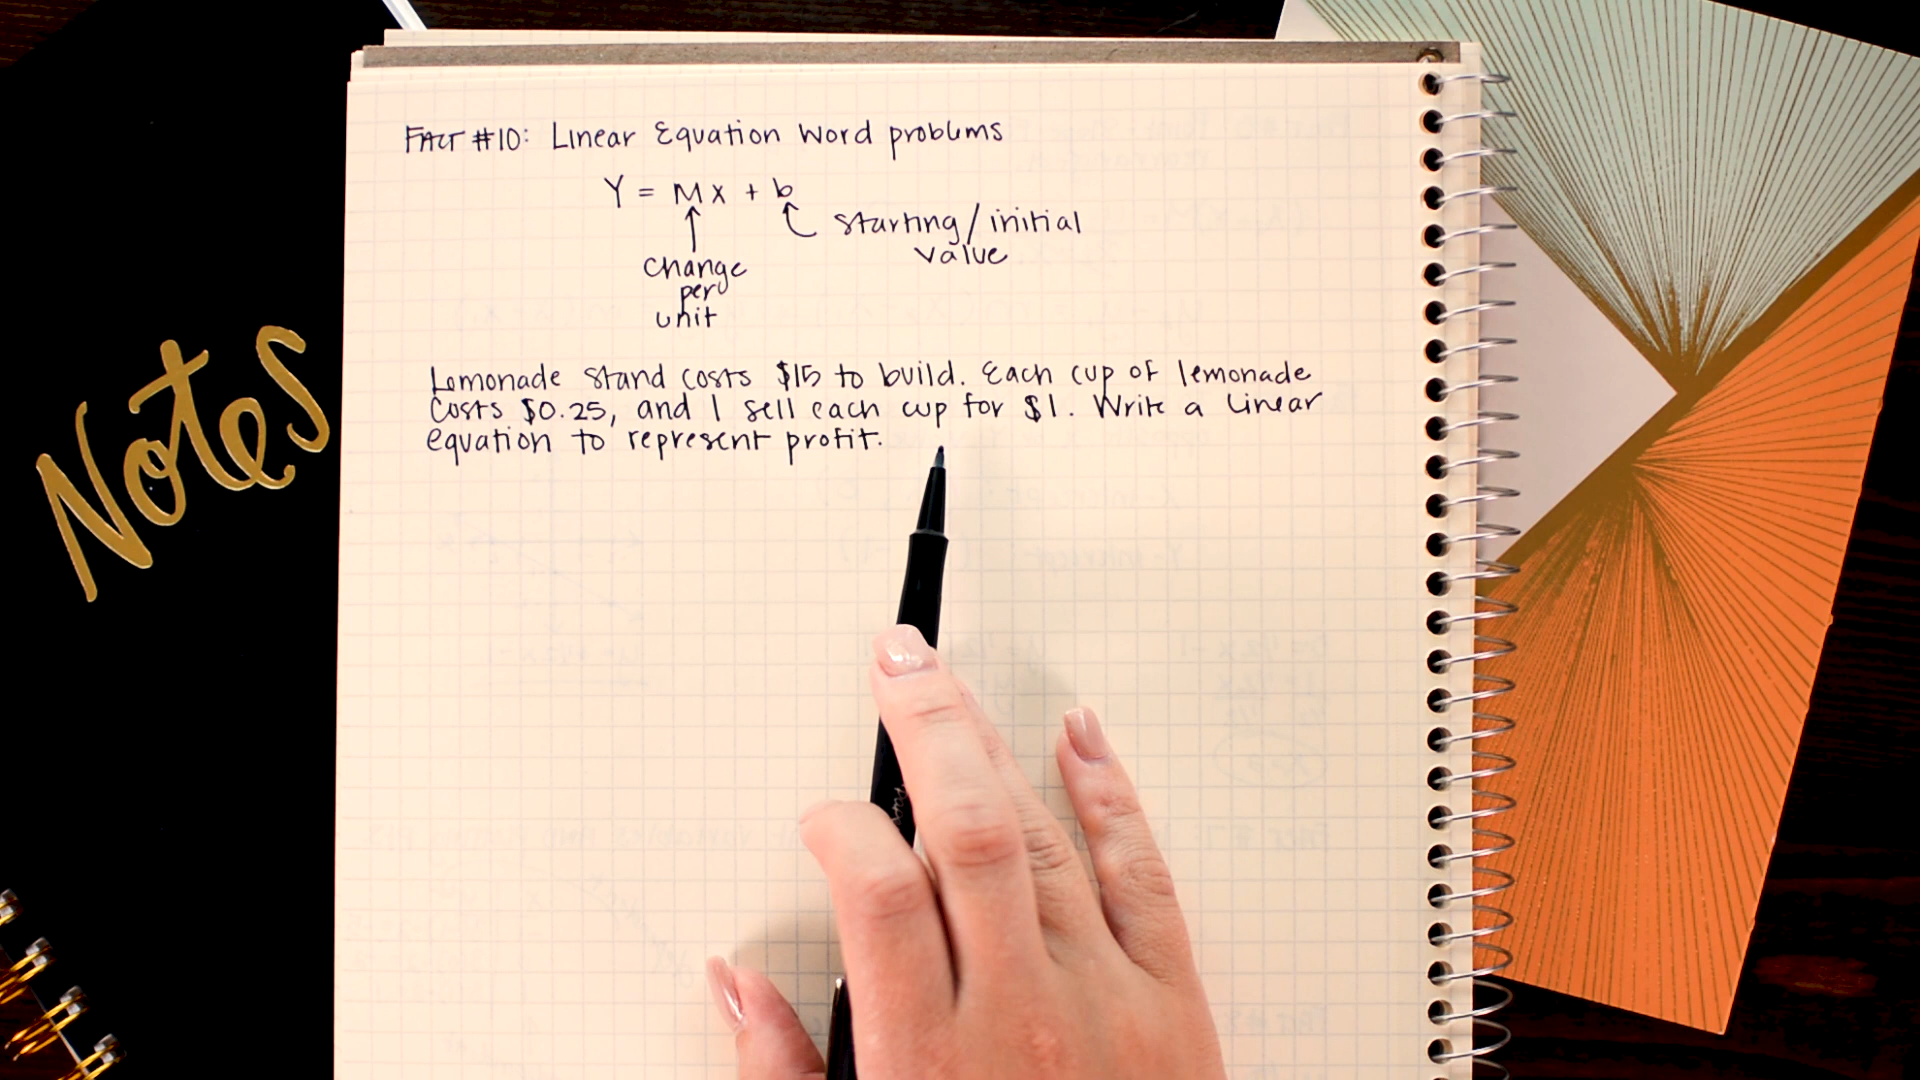 Notes
FACT #10: Linear Equation Word problems
Y = Mx + b
starting/initial
value
change
per
unit
Lemonade stand costs $15 to build. Each cup of lemonade
costs $0.25, and I sell each cup for $1. Write a linear
equation to represent profit.